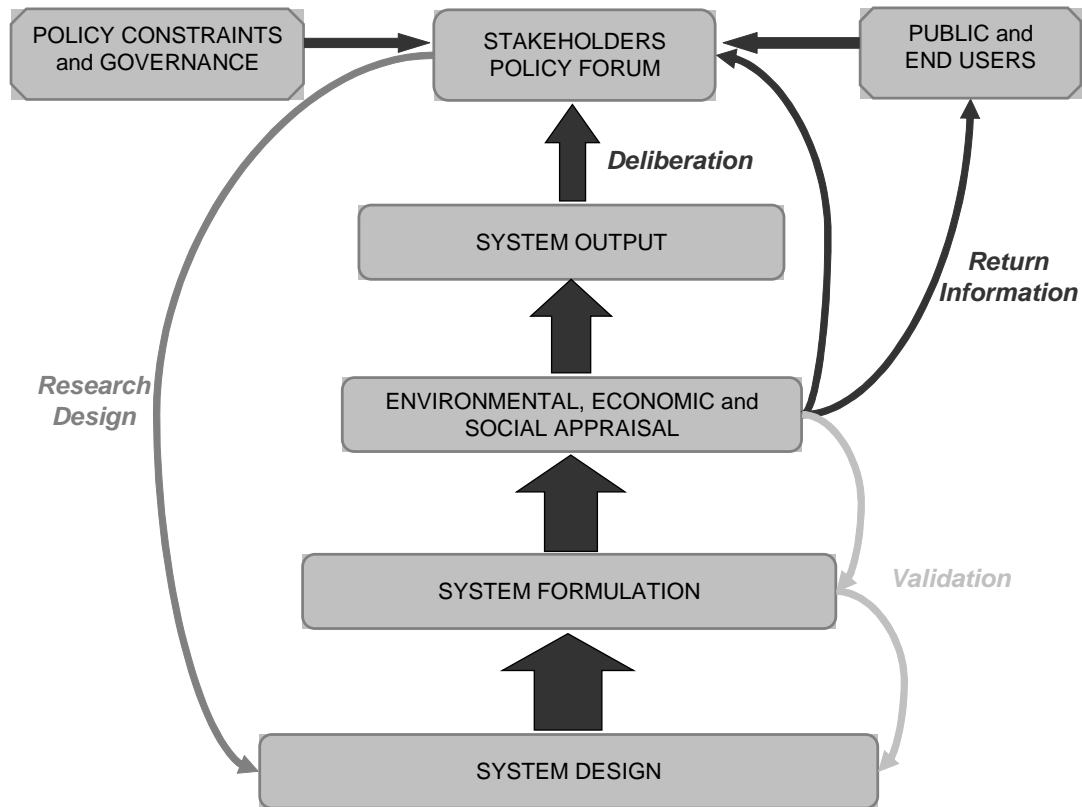 POLICY CONSTRAINTS
and GOVERNANCE
STAKEHOLDERS
POLICY FORUM
PUBLIC and
END USERS
Deliberation
SYSTEM OUTPUT
Return
Information
Research
Design
ENVIRONMENTAL, ECONOMIC and
SOCIAL APPRAISAL
SYSTEM FORMULATION
Validation
SYSTEM DESIGN